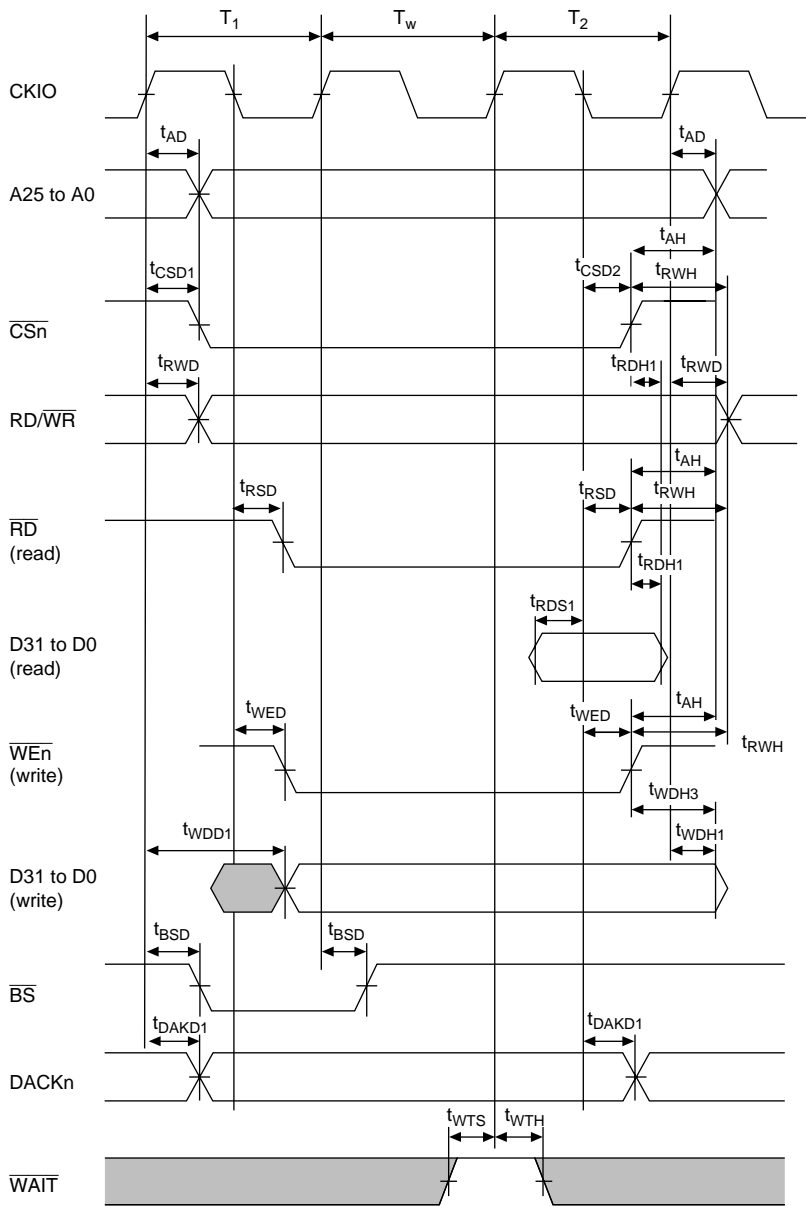 T1 Tw T2
CKIO
tAD tAD
A25 to A0
tAH
tCSD1 tCSD2 tRWH
CSn
tRWD tRDH1 tRWD
RD/WR
tAH
tRSD tRSD tRWH
RD
(read)
tRDH1
tRDS1
D31 to D0
(read)
tWED tWED tAH
WEn
(write)
tRWH
tWDH3
tWDD1 tWDH1
D31 to D0
(write)
tBSD tBSD
BS
tDAKD1 tDAKD1
DACKn
tWTS tWTH
WAIT